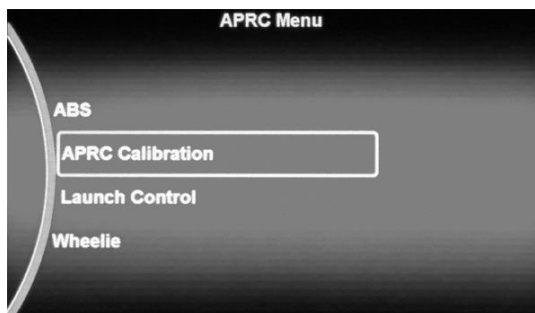 APRC Menu
ABS
APRC Calibration
Launch Control
Wheelie